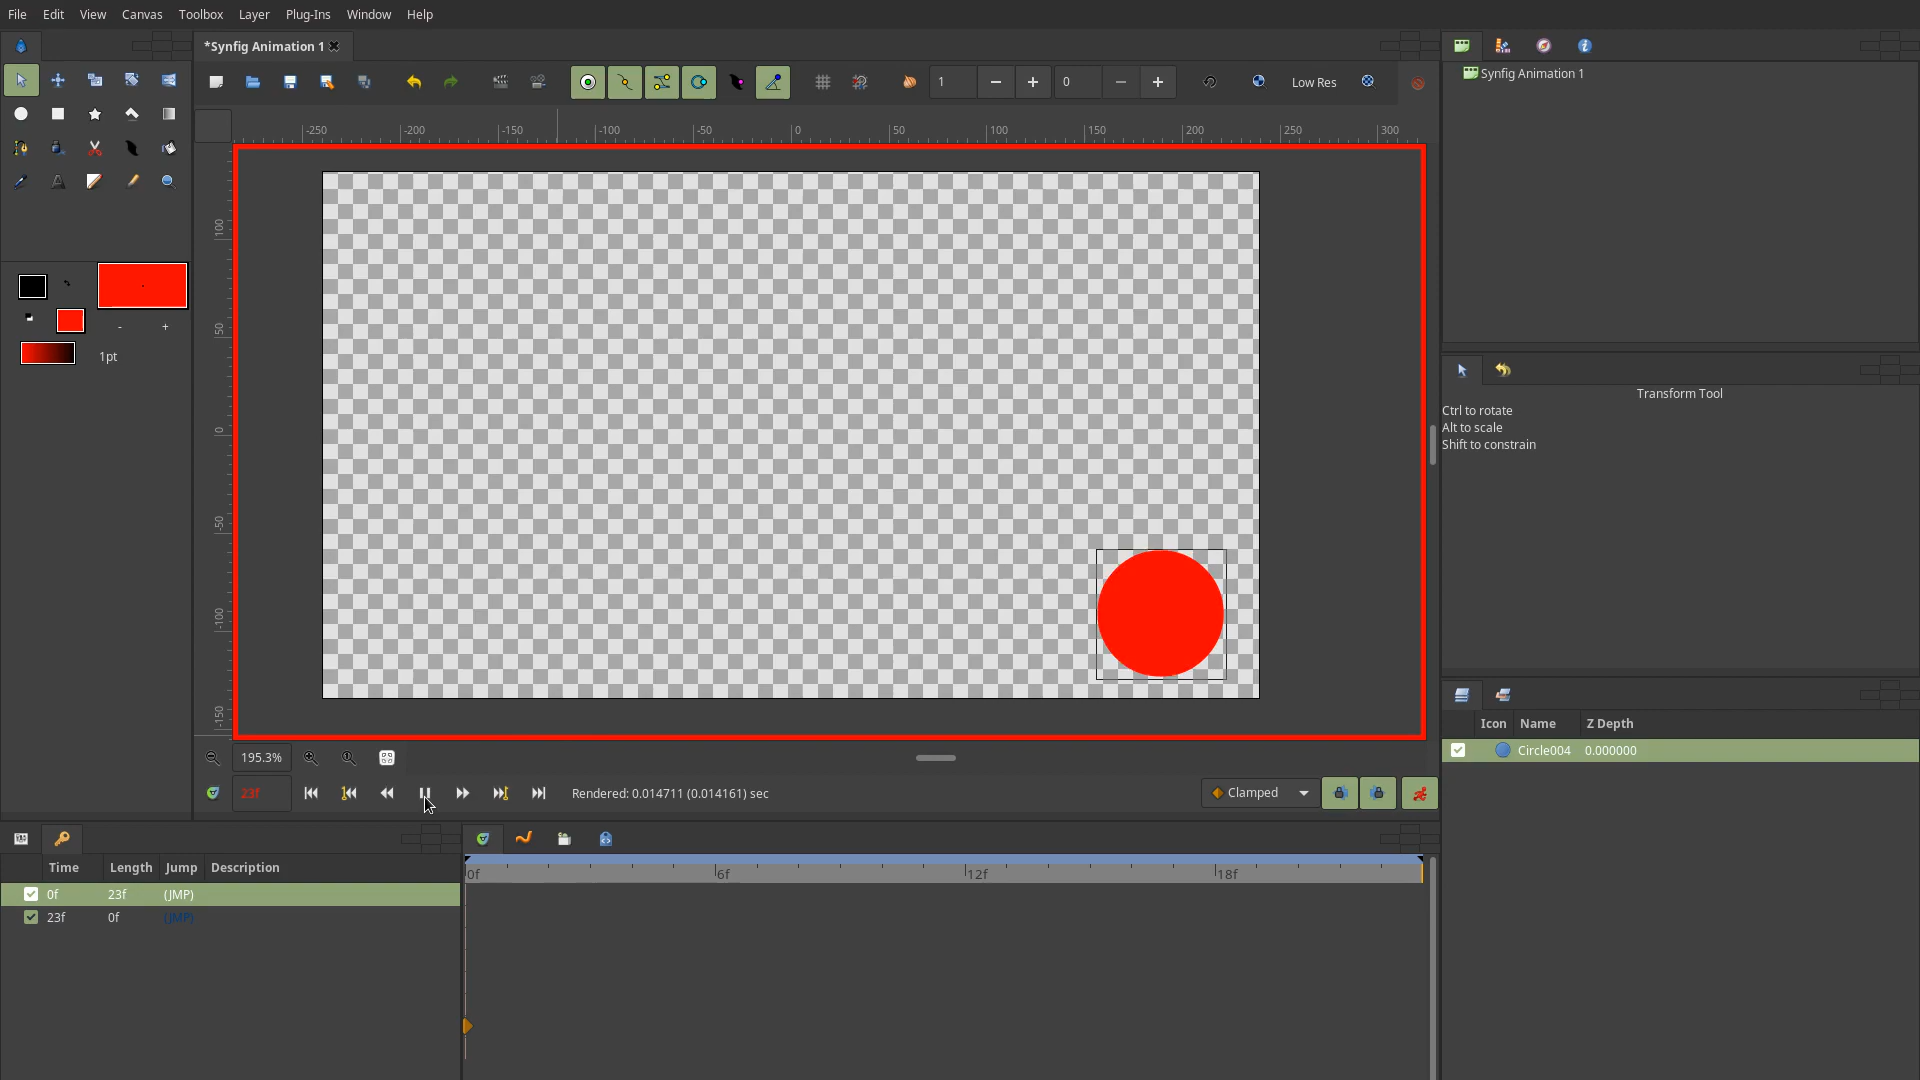 File Edit View Canvas Toolbox Layer Plug-Ins Window Help
*Synfig Animation 1
1 0 Low Res
-250 -200 -150 -100 -50 0 50 100 150 200 250 300
100
50
0
-50
-100
-150
- +
1pt
195.3%
23f Rendered: 0.014711 (0.014161) sec Clamped
Time Length Jump Description
0f 23f (JMP)
23f 0f (JMP)
0f 6f 12f 18f
Synfig Animation 1
Transform Tool
Ctrl to rotate
Alt to scale
Shift to constrain
Icon Name Z Depth
Circle004 0.000000